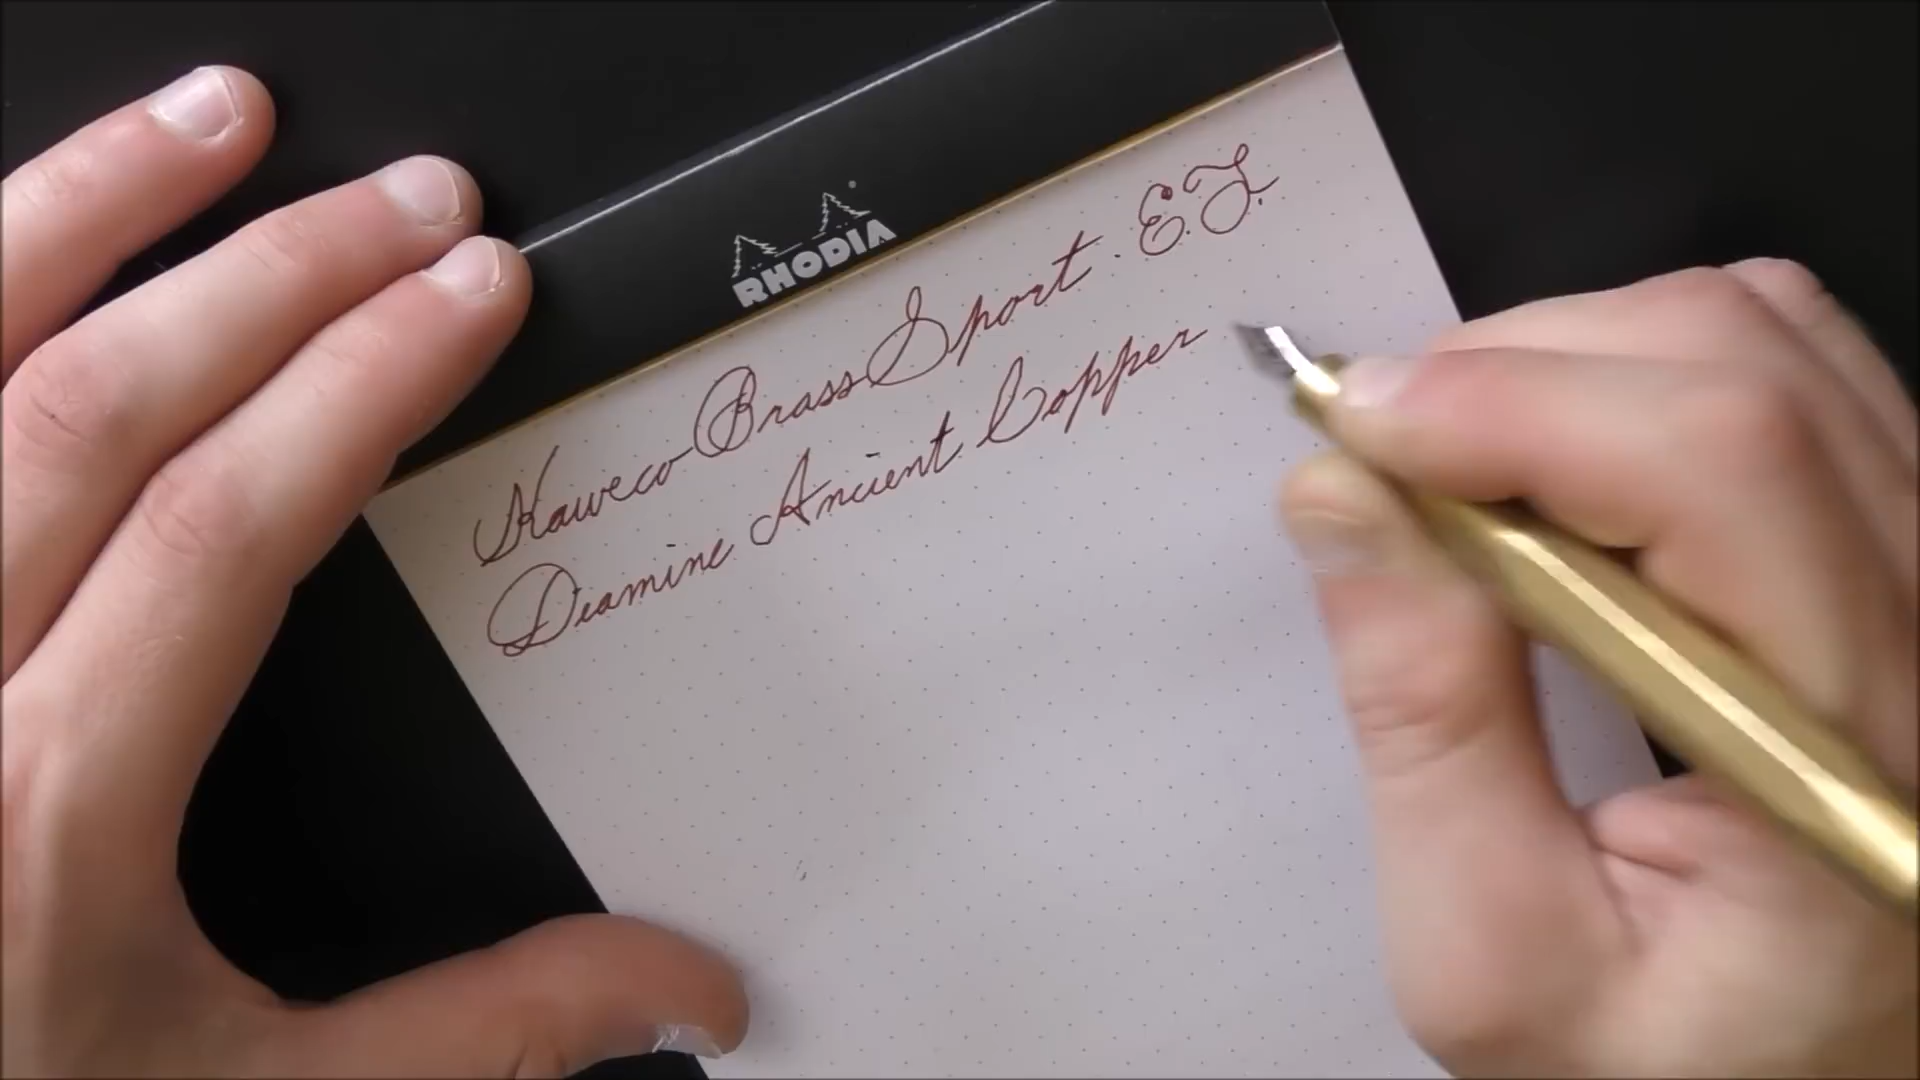 RHODIA
Kaweco Brass Sport · E.F.
Diamine Ancient Copper